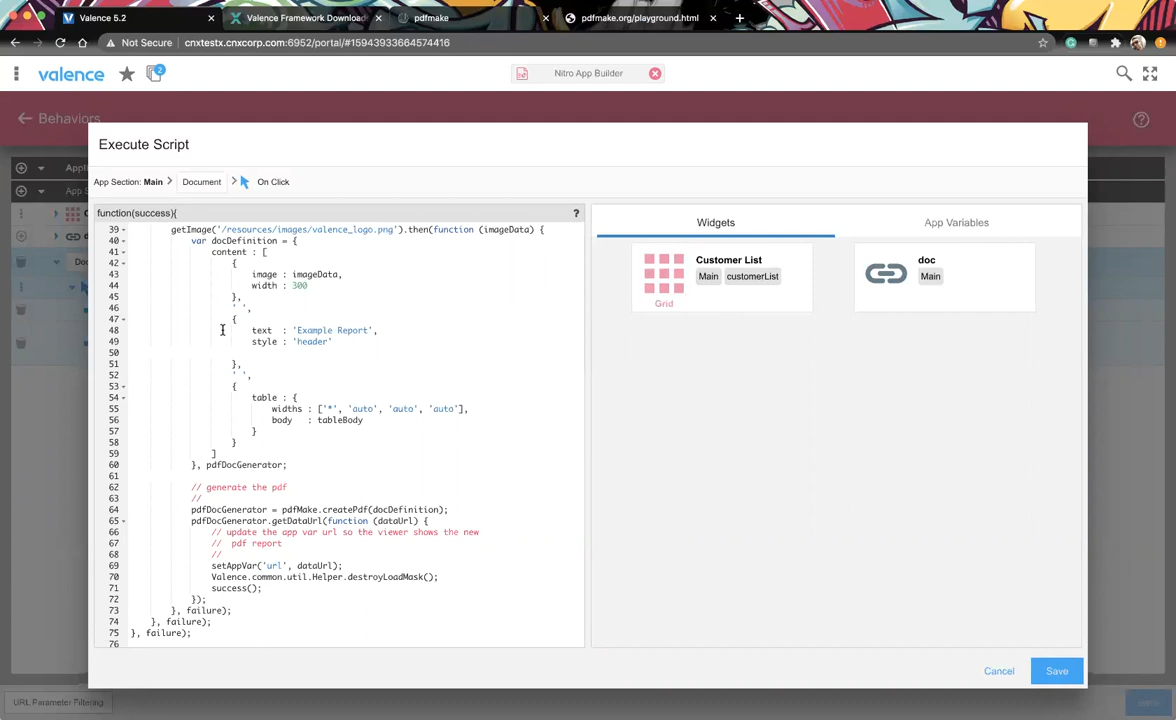 Valence 5.2
Valence Framework Download
pdfmake
pdfmake.org/playground.html
Not Secure
cnxtestx.cnxcorp.com:6952/portal/#15943933664574416
valence
2
Nitro App Builder
Behaviors
Execute Script
App Section: Main
Document
On Click
function(success){
?
39 getImage('/resources/images/valence_logo.png').then(function (imageData) {
40 var docDefinition = {
41 content : [
42 {
43 image : imageData,
44 width : 300
45 },
46 ' ',
47 {
48 text : 'Example Report',
49 style : 'header'
50
51 },
52 ' ',
53 {
54 table : {
55 widths : ['*', 'auto', 'auto', 'auto'],
56 body : tableBody
57 }
58 }
59 ]
60 }, pdfDocGenerator;
61
62 // generate the pdf
63 //
64 pdfDocGenerator = pdfMake.createPdf(docDefinition);
65 pdfDocGenerator.getDataUrl(function (dataUrl) {
66 // update the app var url so the viewer shows the new
67 // pdf report
68 //
69 setAppVar('url', dataUrl);
70 Valence.common.util.Helper.destroyLoadMask();
71 success();
72 });
73 }, failure);
74 }, failure);
75 }, failure);
76
Widgets
App Variables
Customer List
Main customerList
Grid
doc
Main
Cancel
Save
URL Parameter Filtering